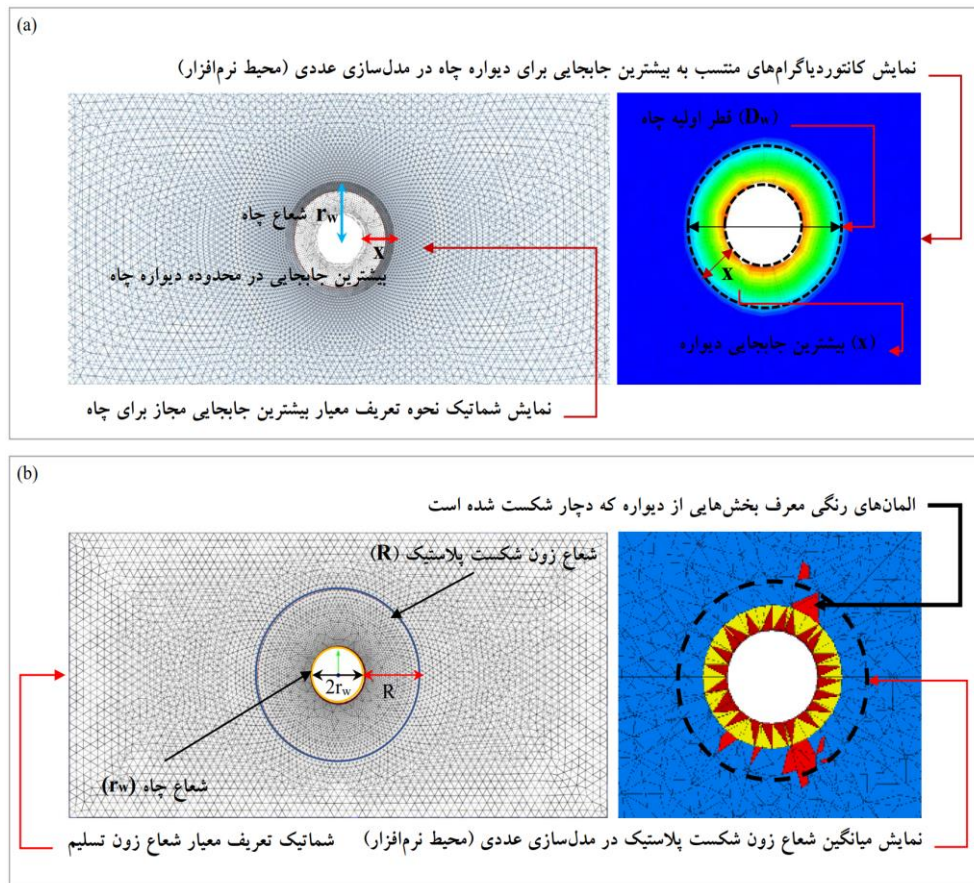 (a)
نمایش کانتوردیاگرام‌های منتسب به بیشترین جابجایی برای دیواره چاه در مدل‌سازی عددی (محیط نرم‌افزار)
قطر اولیه چاه (Dw)
شعاع چاه rw
x
بیشترین جابجایی در محدوده دیواره چاه
x
بیشترین جابجایی دیواره (x)
نمایش شماتیک نحوه تعریف معیار بیشترین جابجایی مجاز برای چاه
(b)
المان‌های رنگی معرف بخش‌هایی از دیواره که دچار شکست شده است
شعاع زون شکست پلاستیک (R)
2rw
R
شعاع چاه (rw)
نمایش میانگین شعاع زون شکست پلاستیک در مدل‌سازی عددی (محیط نرم‌افزار)
شماتیک تعریف معیار شعاع زون تسلیم